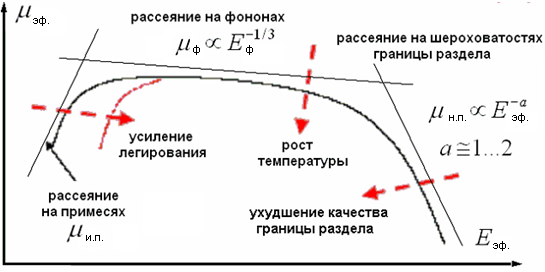 μэф.
рассеяние на фононах
μф ∝ Eф^−1/3
рассеяние на шероховатостях
границы раздела
μн.п. ∝ Eэф.^−a
a ≅ 1...2
усиление
легирования
рост
температуры
рассеяние
на примесях
μи.п.
ухудшение качества
границы раздела
Eэф.